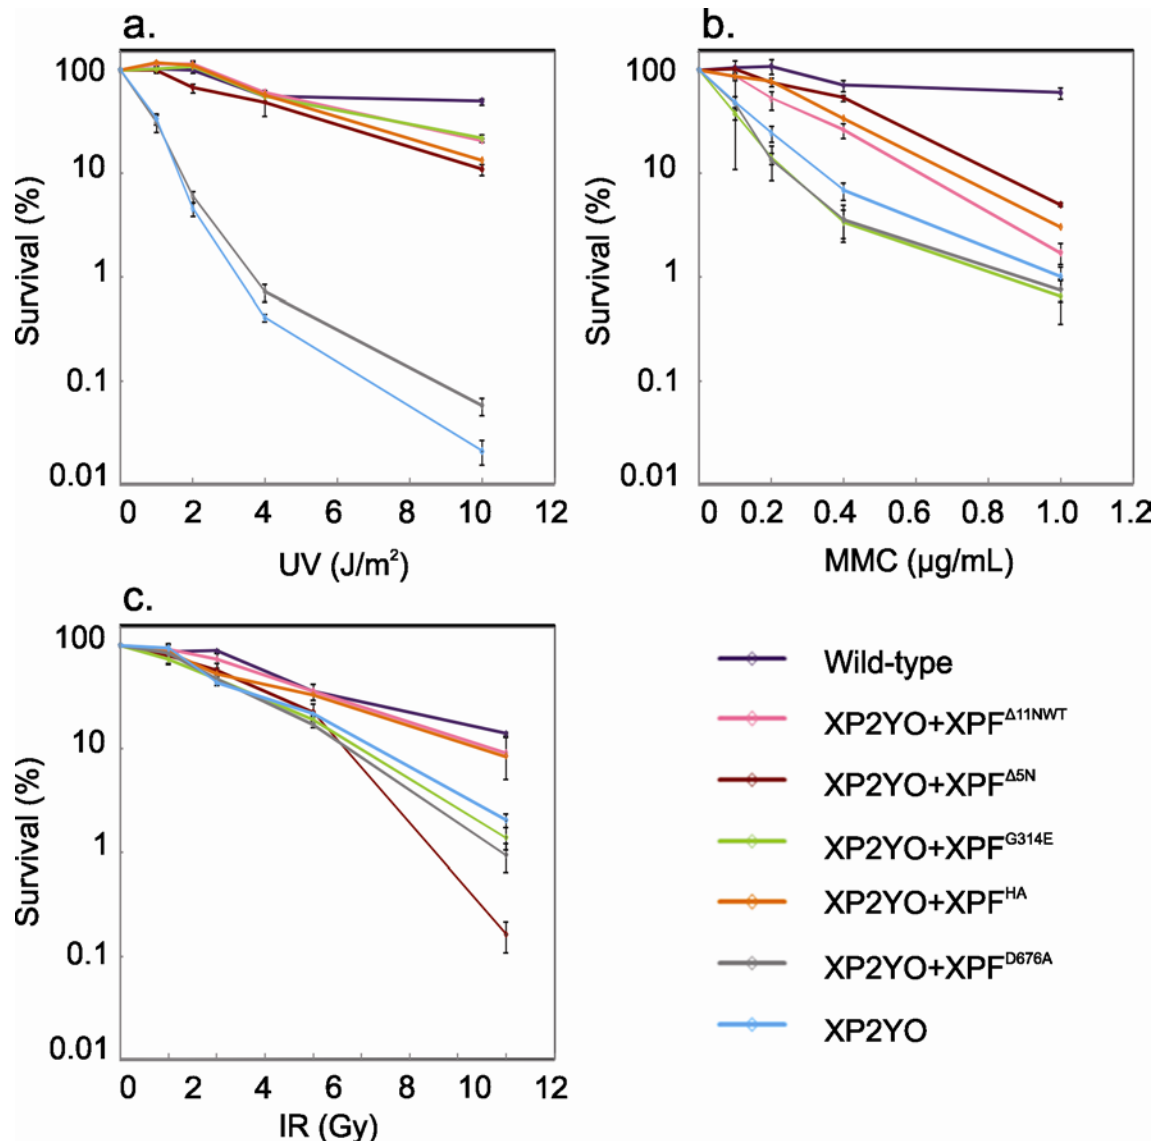 a.
Survival (%)
100
10
1
0.1
0.01
0 2 4 6 8 10 12
UV (J/m²)
b.
Survival (%)
100
10
1
0.1
0.01
0 0.2 0.4 0.6 0.8 1.0 1.2
MMC (µg/mL)
c.
Survival (%)
100
10
1
0.1
0.01
0 2 4 6 8 10 12
IR (Gy)
Wild-type
XP2YO+XPF^Δ11NWT
XP2YO+XPF^Δ5N
XP2YO+XPF^G314E
XP2YO+XPF^HA
XP2YO+XPF^D676A
XP2YO